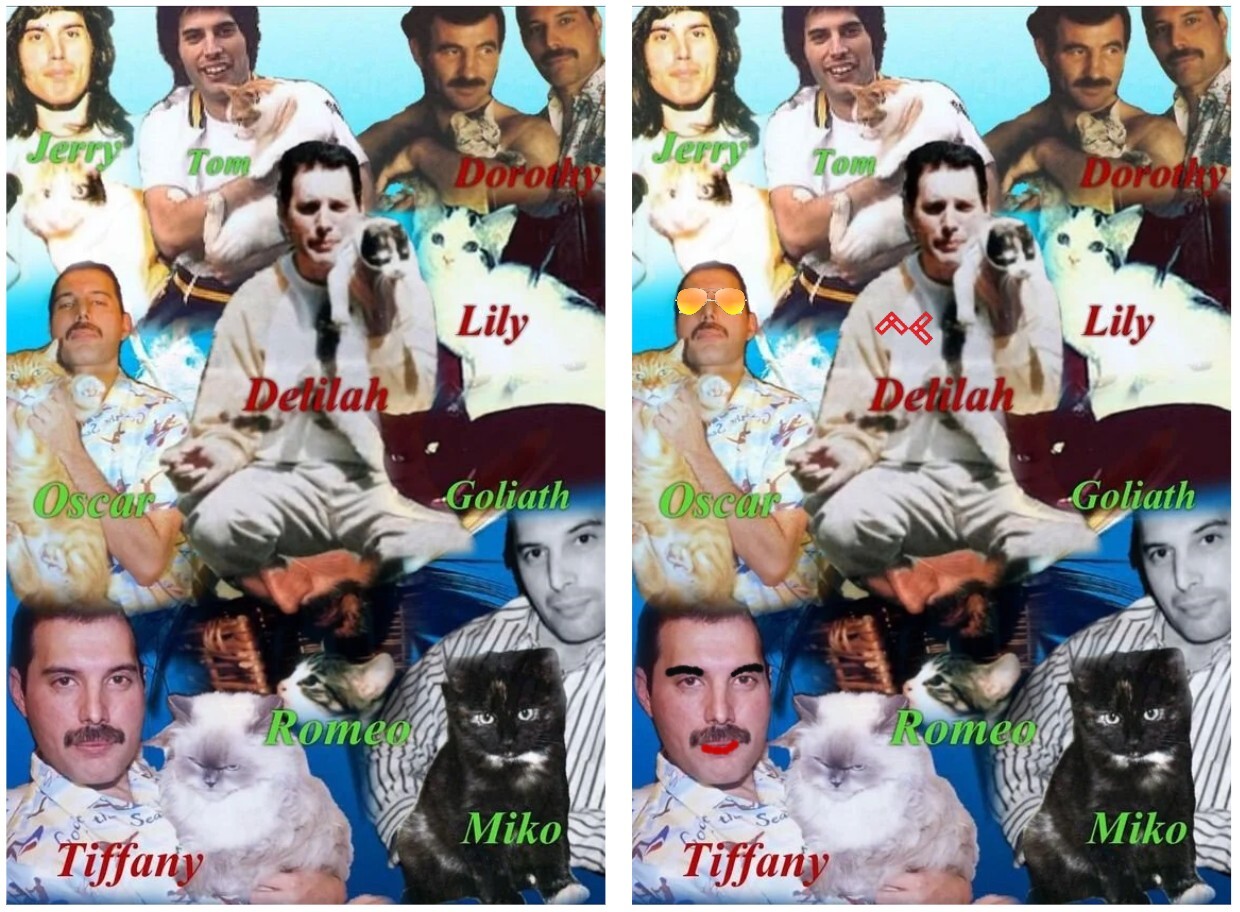 Jerry
Tom
Dorothy
Lily
Delilah
Oscar
Goliath
Romeo
Miko
Tiffany
Jerry
Tom
Dorothy
Lily
Delilah
Oscar
Goliath
Romeo
Miko
Tiffany